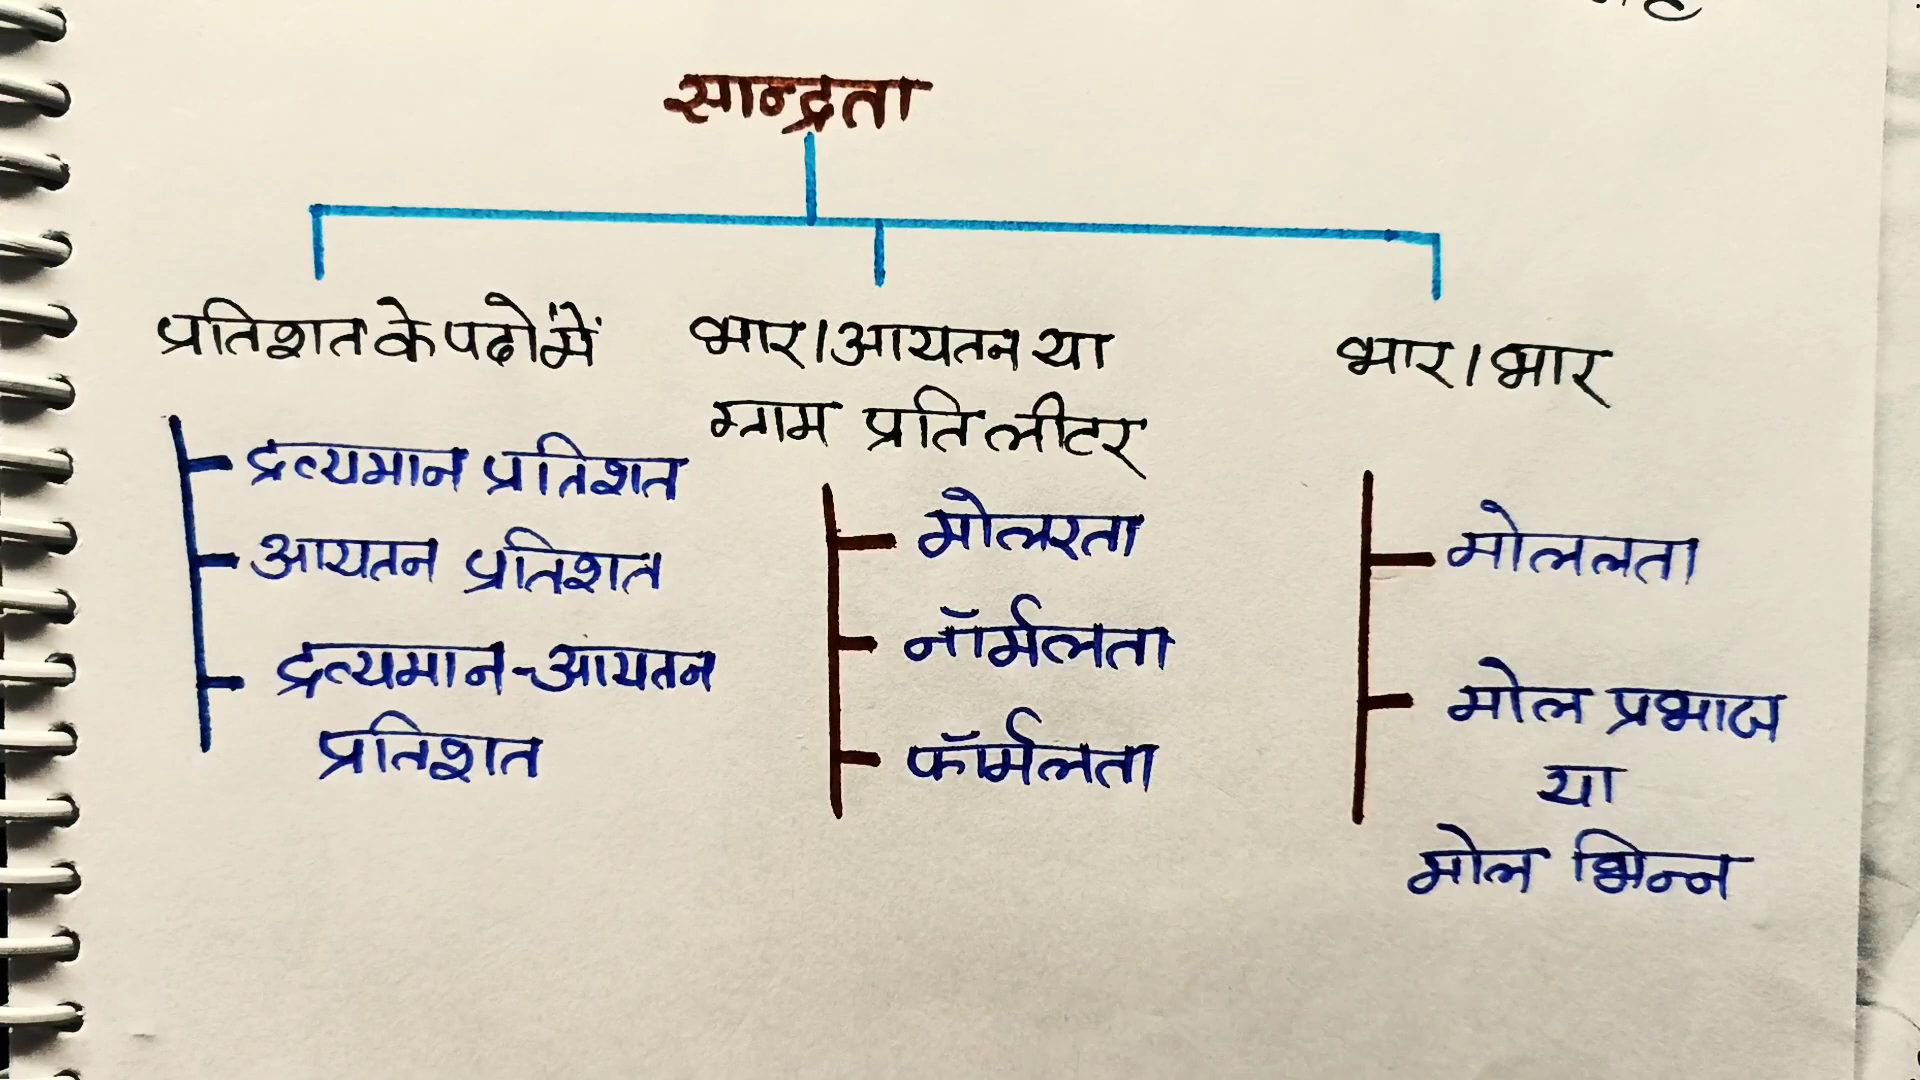 सान्द्रता
प्रतिशत के पदों में
द्रव्यमान प्रतिशत
आयतन प्रतिशत
द्रव्यमान-आयतन
प्रतिशत
भार/आयतन या
ग्राम प्रति लीटर
मोलरता
नॉर्मलता
फॉर्मलता
भार/भार
मोललता
मोल प्रभाज
या
मोल भिन्न